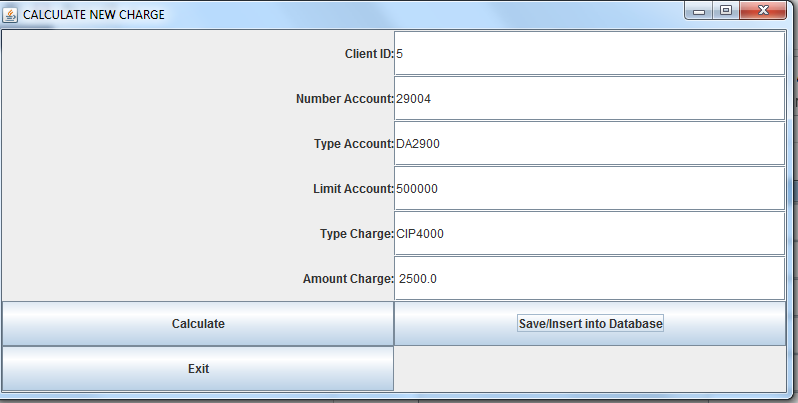 CALCULATE NEW CHARGE
Client ID: 5
Number Account: 29004
Type Account: DA2900
Limit Account: 500000
Type Charge: CIP4000
Amount Charge: 2500.0
Calculate Save/Insert into Database
Exit